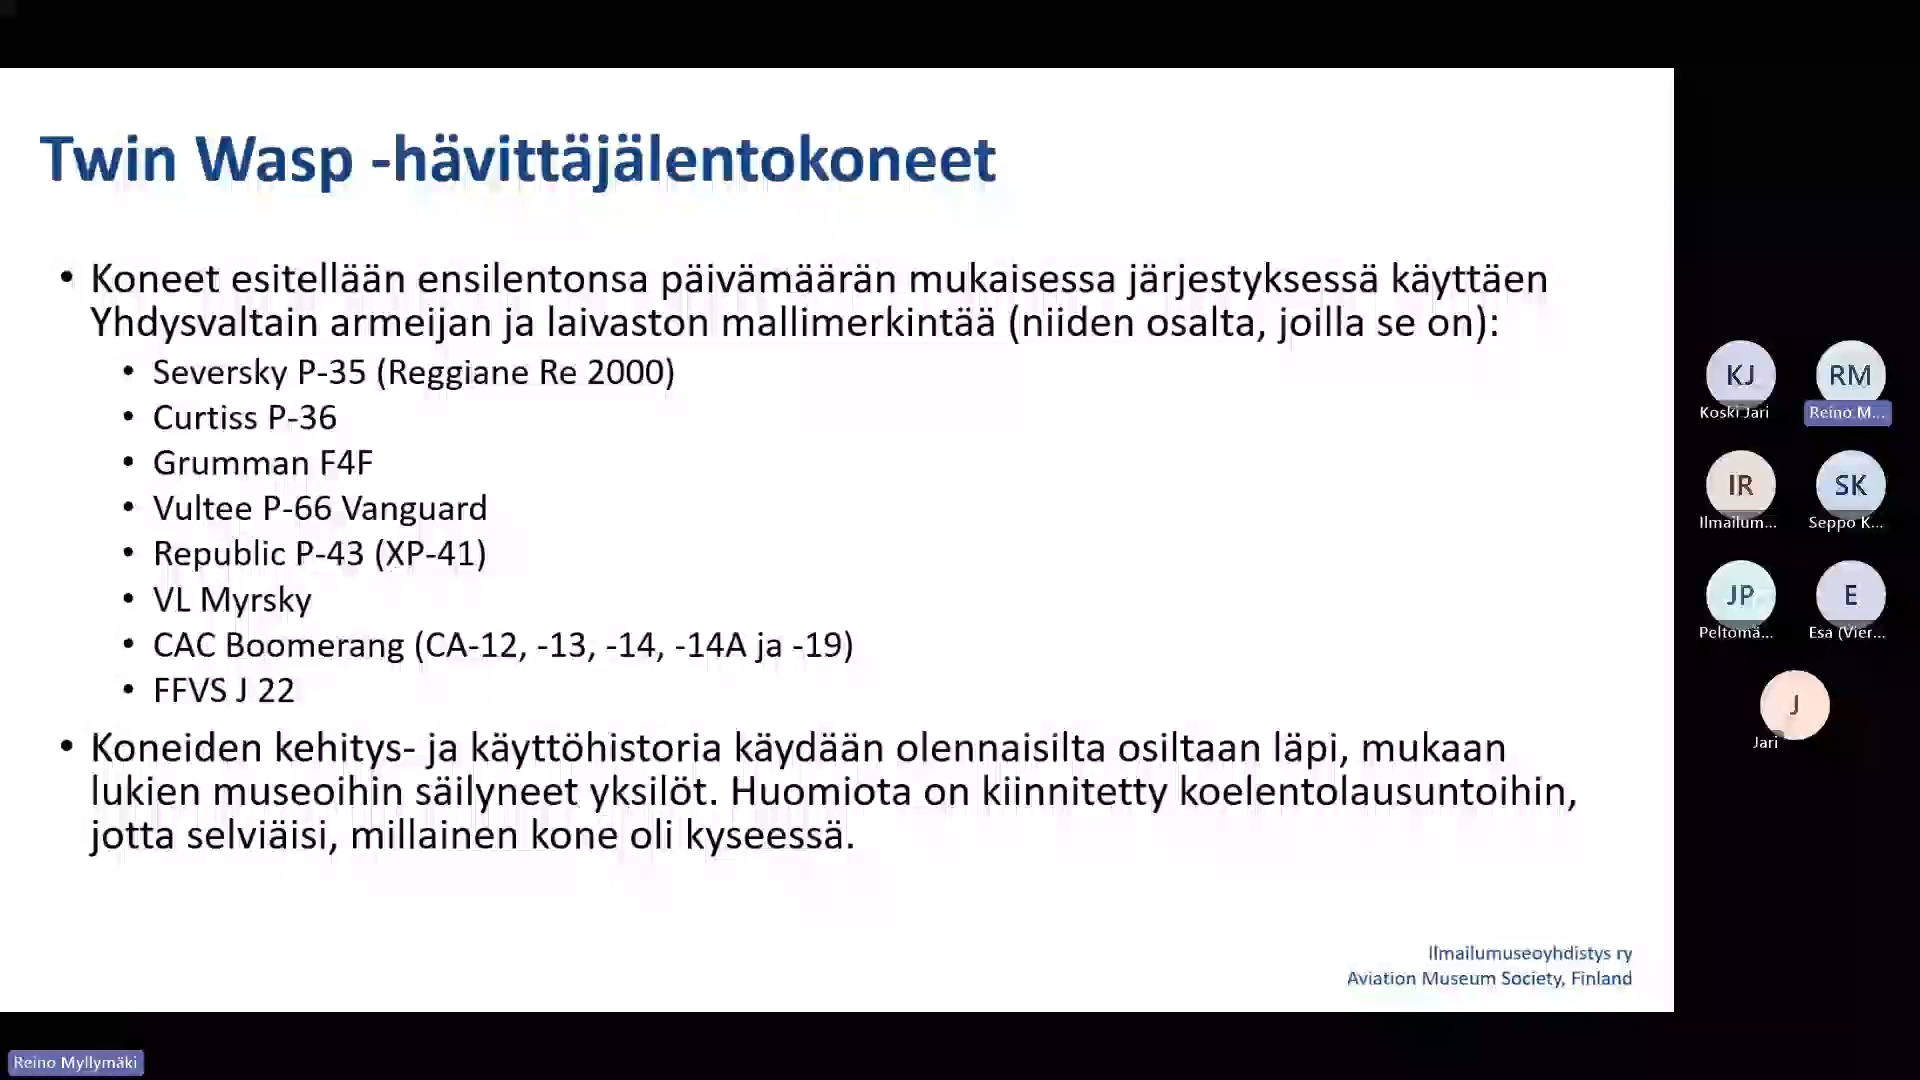 Twin Wasp -hävittäjälentokoneet
• Koneet esitellään ensilentonsa päivämäärän mukaisessa järjestyksessä käyttäen
Yhdysvaltain armeijan ja laivaston mallimerkintää (niiden osalta, joilla se on):
• Seversky P-35 (Reggiane Re 2000)
• Curtiss P-36
• Grumman F4F
• Vultee P-66 Vanguard
• Republic P-43 (XP-41)
• VL Myrsky
• CAC Boomerang (CA-12, -13, -14, -14A ja -19)
• FFVS J 22
• Koneiden kehitys- ja käyttöhistoria käydään olennaisilta osiltaan läpi, mukaan
lukien museoihin säilyneet yksilöt. Huomiota on kiinnitetty koelentolausuntoihin,
jotta selviäisi, millainen kone oli kyseessä.
Ilmailumuseoyhdistys ry
Aviation Museum Society, Finland
KJ
Koski Jari
RM
Reino M...
IR
Ilmailum...
SK
Seppo K...
JP
Peltomä...
E
Esa (Vier...
J
Jari
Reino Myllymäki